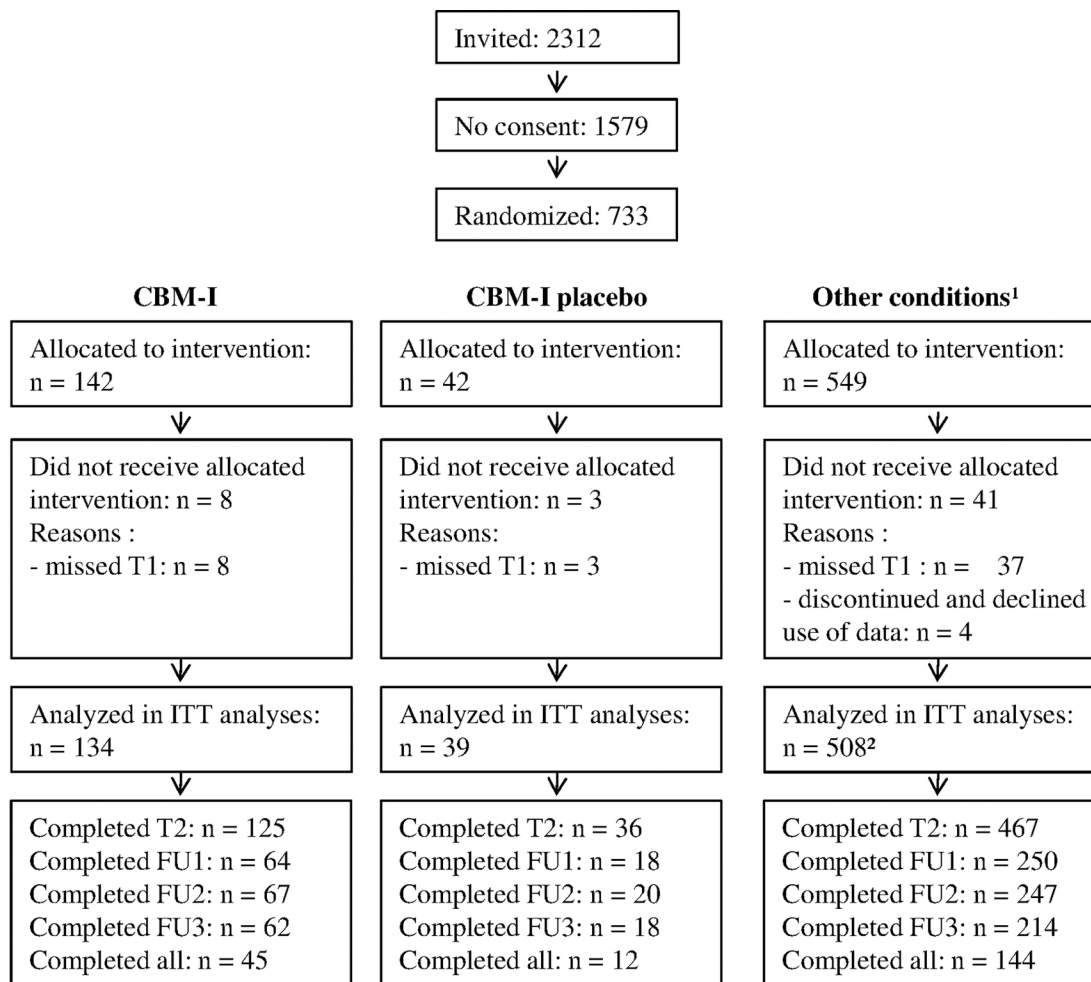 Invited: 2312
No consent: 1579
Randomized: 733
CBM-I
Allocated to intervention:
n = 142
Did not receive allocated
intervention: n = 8
Reasons :
- missed T1: n = 8
Analyzed in ITT analyses:
n = 134
Completed T2: n = 125
Completed FU1: n = 64
Completed FU2: n = 67
Completed FU3: n = 62
Completed all: n = 45
CBM-I placebo
Allocated to intervention:
n = 42
Did not receive allocated
intervention: n = 3
Reasons:
- missed T1: n = 3
Analyzed in ITT analyses:
n = 39
Completed T2: n = 36
Completed FU1: n = 18
Completed FU2: n = 20
Completed FU3: n = 18
Completed all: n = 12
Other conditions¹
Allocated to intervention:
n = 549
Did not receive allocated
intervention: n = 41
Reasons :
- missed T1 : n = 37
- discontinued and declined
use of data: n = 4
Analyzed in ITT analyses:
n = 508²
Completed T2: n = 467
Completed FU1: n = 250
Completed FU2: n = 247
Completed FU3: n = 214
Completed all: n = 144